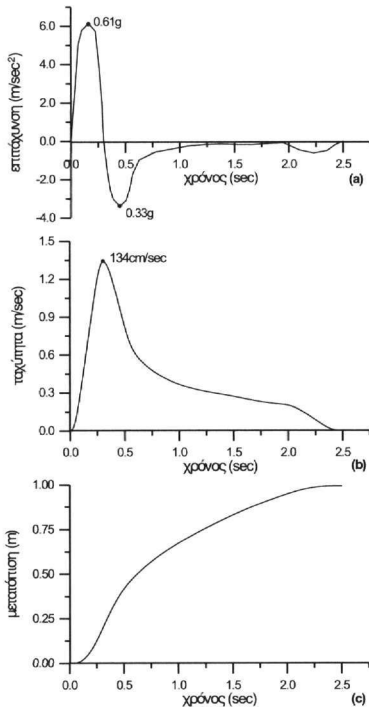 0.61g
6.0
4.0
2.0
0.0
-2.0
-4.0
0.0 0.5 1.0 1.5 2.0 2.5
0.33g
επιτάχυνση (m/sec²)
χρόνος (sec)
(a)
134cm/sec
1.5
1.2
0.9
0.6
0.3
0.0
0.0 0.5 1.0 1.5 2.0 2.5
ταχύτητα (m/sec)
χρόνος (sec)
(b)
1.00
0.75
0.50
0.25
0.00
0.0 0.5 1.0 1.5 2.0 2.5
μετατόπιση (m)
χρόνος (sec)
(c)